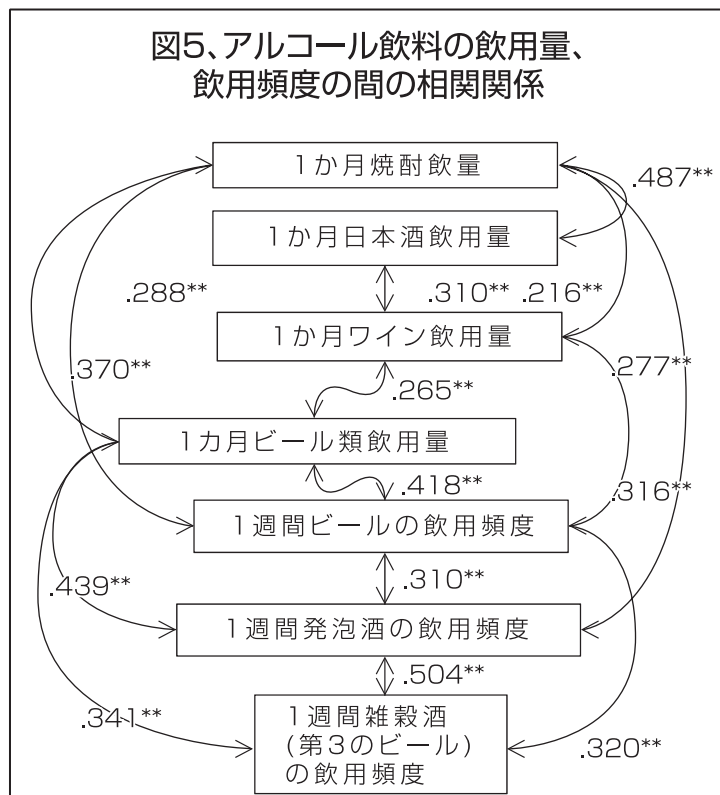 図5、アルコール飲料の飲用量、
飲用頻度の間の相関関係
1か月焼酎飲量
.487**
1か月日本酒飲用量
.288**
.310**
.216**
1か月ワイン飲用量
.370**
.277**
.265**
1カ月ビール類飲用量
.418**
.316**
1週間ビールの飲用頻度
.439**
.310**
1週間発泡酒の飲用頻度
.504**
.341**
1週間雑穀酒
(第3のビール)
の飲用頻度
.320**